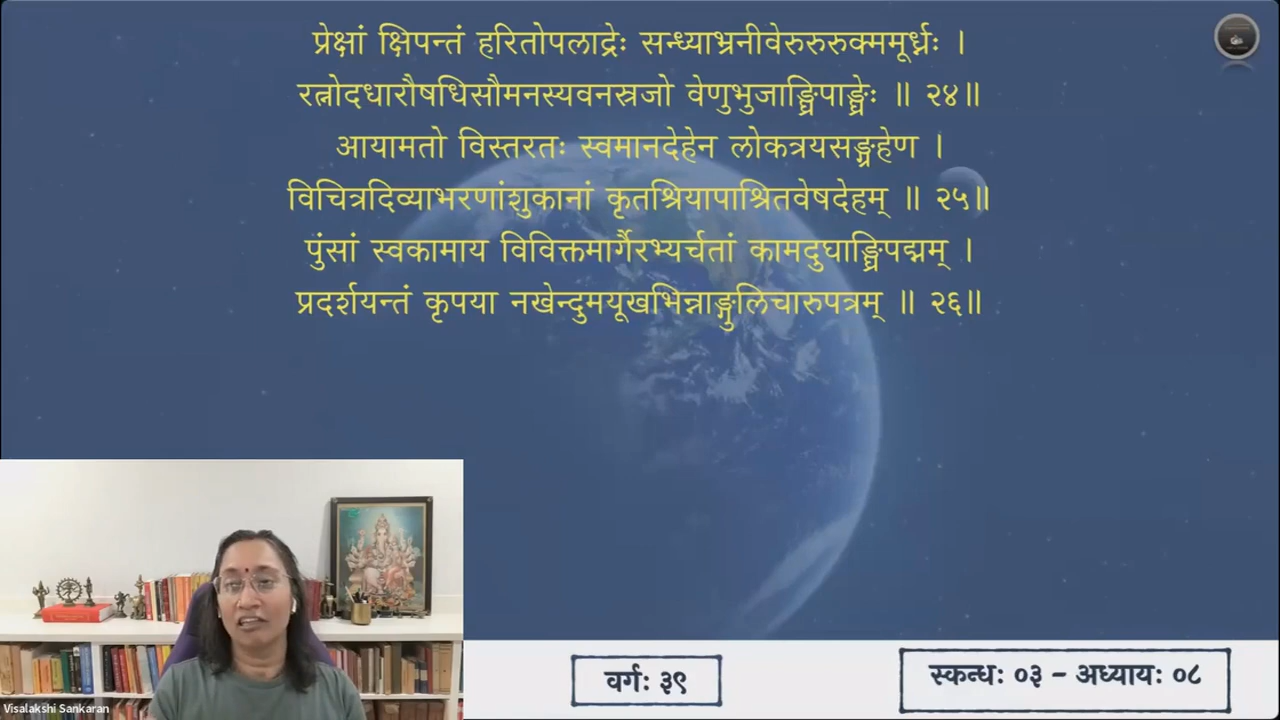 प्रेक्षां क्षिपन्तं हरितोपलाद्रेः सन्ध्याभ्रनीवेरुरुरुक्ममूर्ध्नः ।
रत्नोदधारौषधिसौमनस्यवनस्रजो वेणुभुजाङ्घ्रिपाङ्घ्रेः ॥ २४॥
आयामतो विस्तरतः स्वमानदेहेन लोकत्रयसङ्ग्रहेण ।
विचित्रदिव्याभरणांशुकानां कृतश्रियापाश्रितवेषदेहम् ॥ २५॥
पुंसां स्वकामाय विविक्तमार्गैरभ्यर्चतां कामदुघाङ्घ्रिपद्मम् ।
प्रदर्शयन्तं कृपया नखेन्दुमयूखभिन्नाङ्गुलिचारुपत्रम् ॥ २६॥
Visalakshi Sankaran
वर्गः ३९
स्कन्धः ०३ - अध्यायः ०८